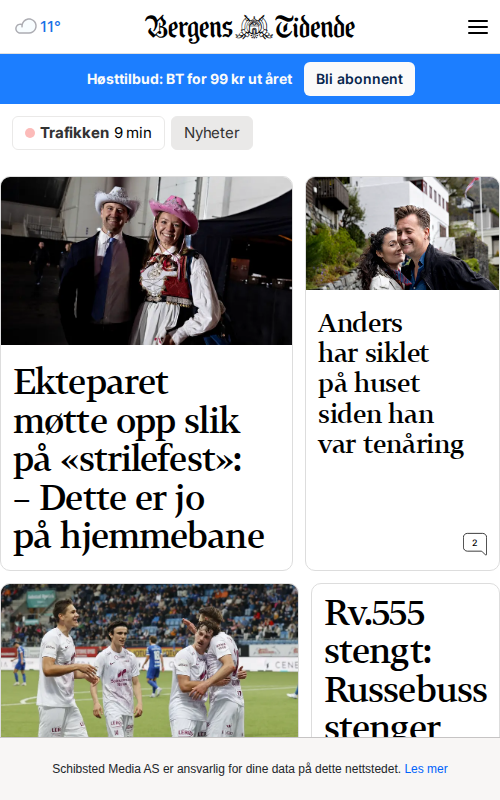 11°
Bergens Tidende
Høsttilbud: BT for 99 kr ut året
Bli abonnent
Trafikken 9 min
Nyheter
Ekteparet
møtte opp slik
på «strilefest»:
– Dette er jo
på hjemmebane
Anders
har siklet
på huset
siden han
var tenåring
2
Rv.555
stengt:
Russebuss
stenger
Schibsted Media AS er ansvarlig for dine data på dette nettstedet. Les mer